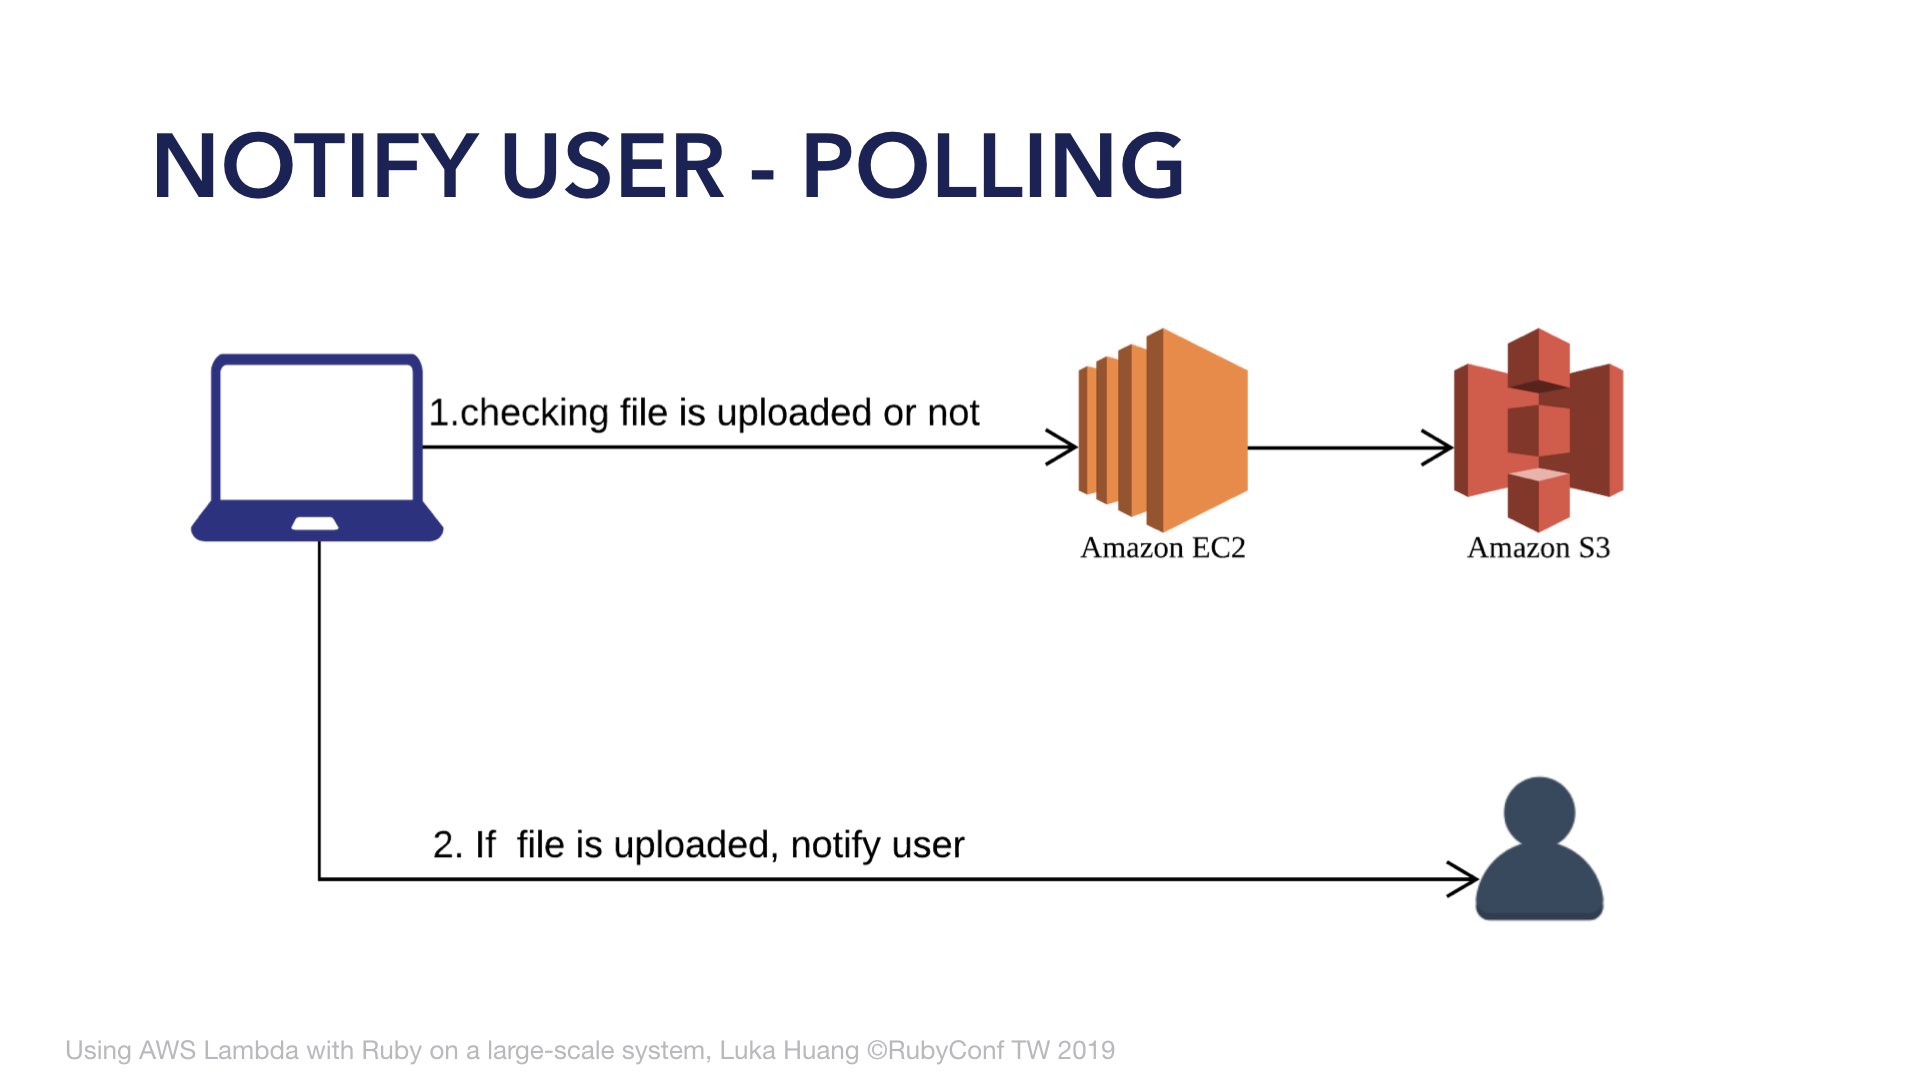 NOTIFY USER - POLLING
1.checking file is uploaded or not
Amazon EC2
Amazon S3
2. If  file is uploaded, notify user
Using AWS Lambda with Ruby on a large-scale system, Luka Huang ©RubyConf TW 2019